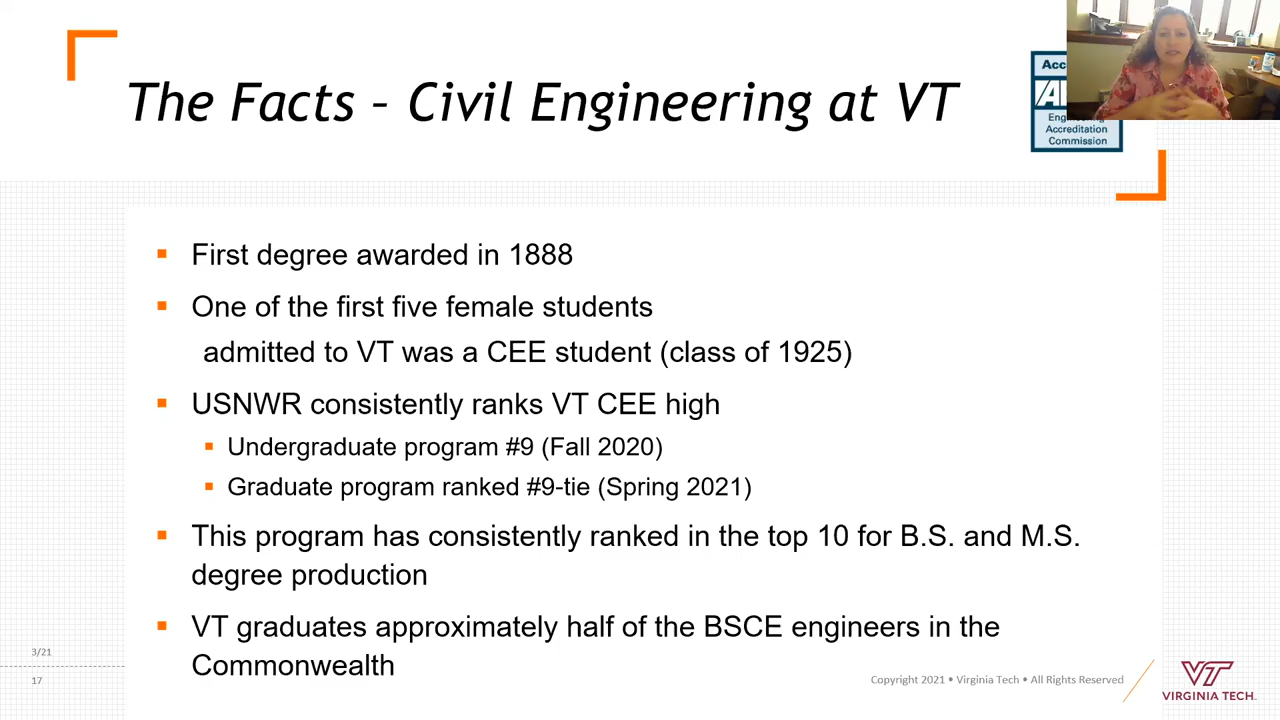 The Facts – Civil Engineering at VT
Engineering
Accreditation
Commission
▪ First degree awarded in 1888
▪ One of the first five female students
admitted to VT was a CEE student (class of 1925)
▪ USNWR consistently ranks VT CEE high
▪ Undergraduate program #9 (Fall 2020)
▪ Graduate program ranked #9-tie (Spring 2021)
▪ This program has consistently ranked in the top 10 for B.S. and M.S.
degree production
▪ VT graduates approximately half of the BSCE engineers in the
Commonwealth
3/21
17
Copyright 2021 • Virginia Tech • All Rights Reserved
VT
VIRGINIA TECH